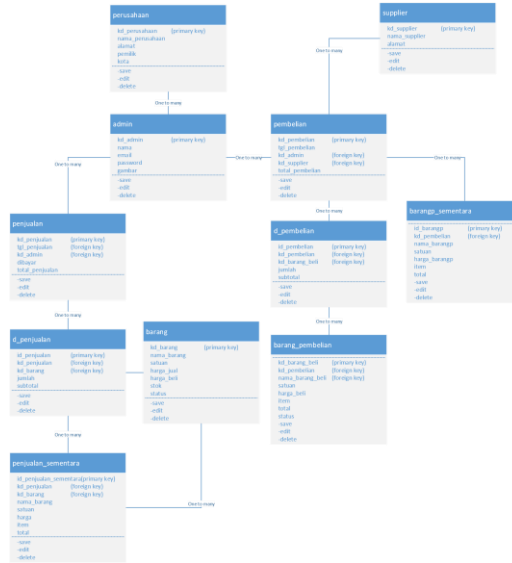 perusahaan
kd_perusahaan (primary key)
nama_perusahaan
alamat
pemilik
kota
-save
-edit
-delete
One to many
supplier
kd_supplier (primary key)
nama_supplier
alamat
-save
-edit
-delete
One to many
admin
kd_admin (primary key)
nama
email
password
gambar
-save
-edit
-delete
One to many
One to many
pembelian
kd_pembelian (primary key)
tgl_pembelian
kd_admin (foreign key)
kd_supplier (foreign key)
total_pembelian
-save
-edit
-delete
One to many
One to many
barangp_sementara
id_barangp (primary key)
kd_pembelian (foreign key)
nama_barangp
satuan
harga_barangp
item
total
-save
-edit
-delete
penjualan
kd_penjualan (primary key)
tgl_penjualan (foreign key)
kd_admin (foreign key)
dibayar
total_penjualan
-save
-edit
-delete
One to many
d_pembelian
id_pembelian (primary key)
kd_pembelian (foreign key)
kd_barang_beli (foreign key)
jumlah
subtotal
-save
-edit
-delete
One to many
d_penjualan
id_penjualan (primary key)
kd_penjualan (foreign key)
kd_barang (foreign key)
jumlah
subtotal
-save
-edit
-delete
One to many
barang
kd_barang (primary key)
nama_barang
satuan
harga_jual
harga_beli
stok
status
-save
-edit
-delete
One to many
barang_pembelian
kd_barang_beli (primary key)
kd_pembelian (foreign key)
nama_barang_beli (foreign key)
satuan
harga_beli
item
total
status
-save
-edit
-delete
penjualan_sementara
id_penjualan_sementara(primary key)
kd_penjualan (foreign key)
kd_barang (foreign key)
nama_barang
satuan
harga
item
total
-save
-edit
-delete